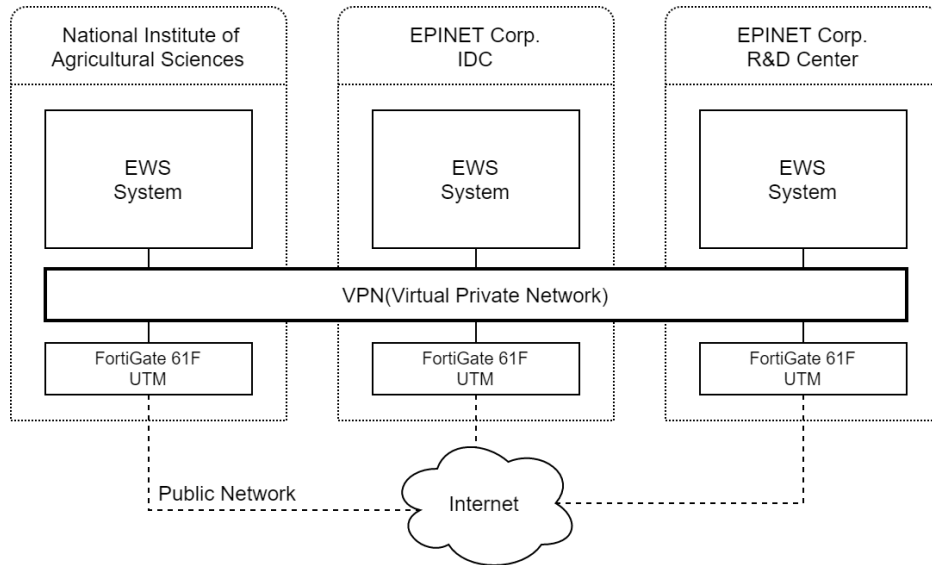 National Institute of
Agricultural Sciences
EPINET Corp.
IDC
EPINET Corp.
R&D Center
EWS
System
EWS
System
EWS
System
VPN(Virtual Private Network)
FortiGate 61F
UTM
FortiGate 61F
UTM
FortiGate 61F
UTM
Public Network
Internet